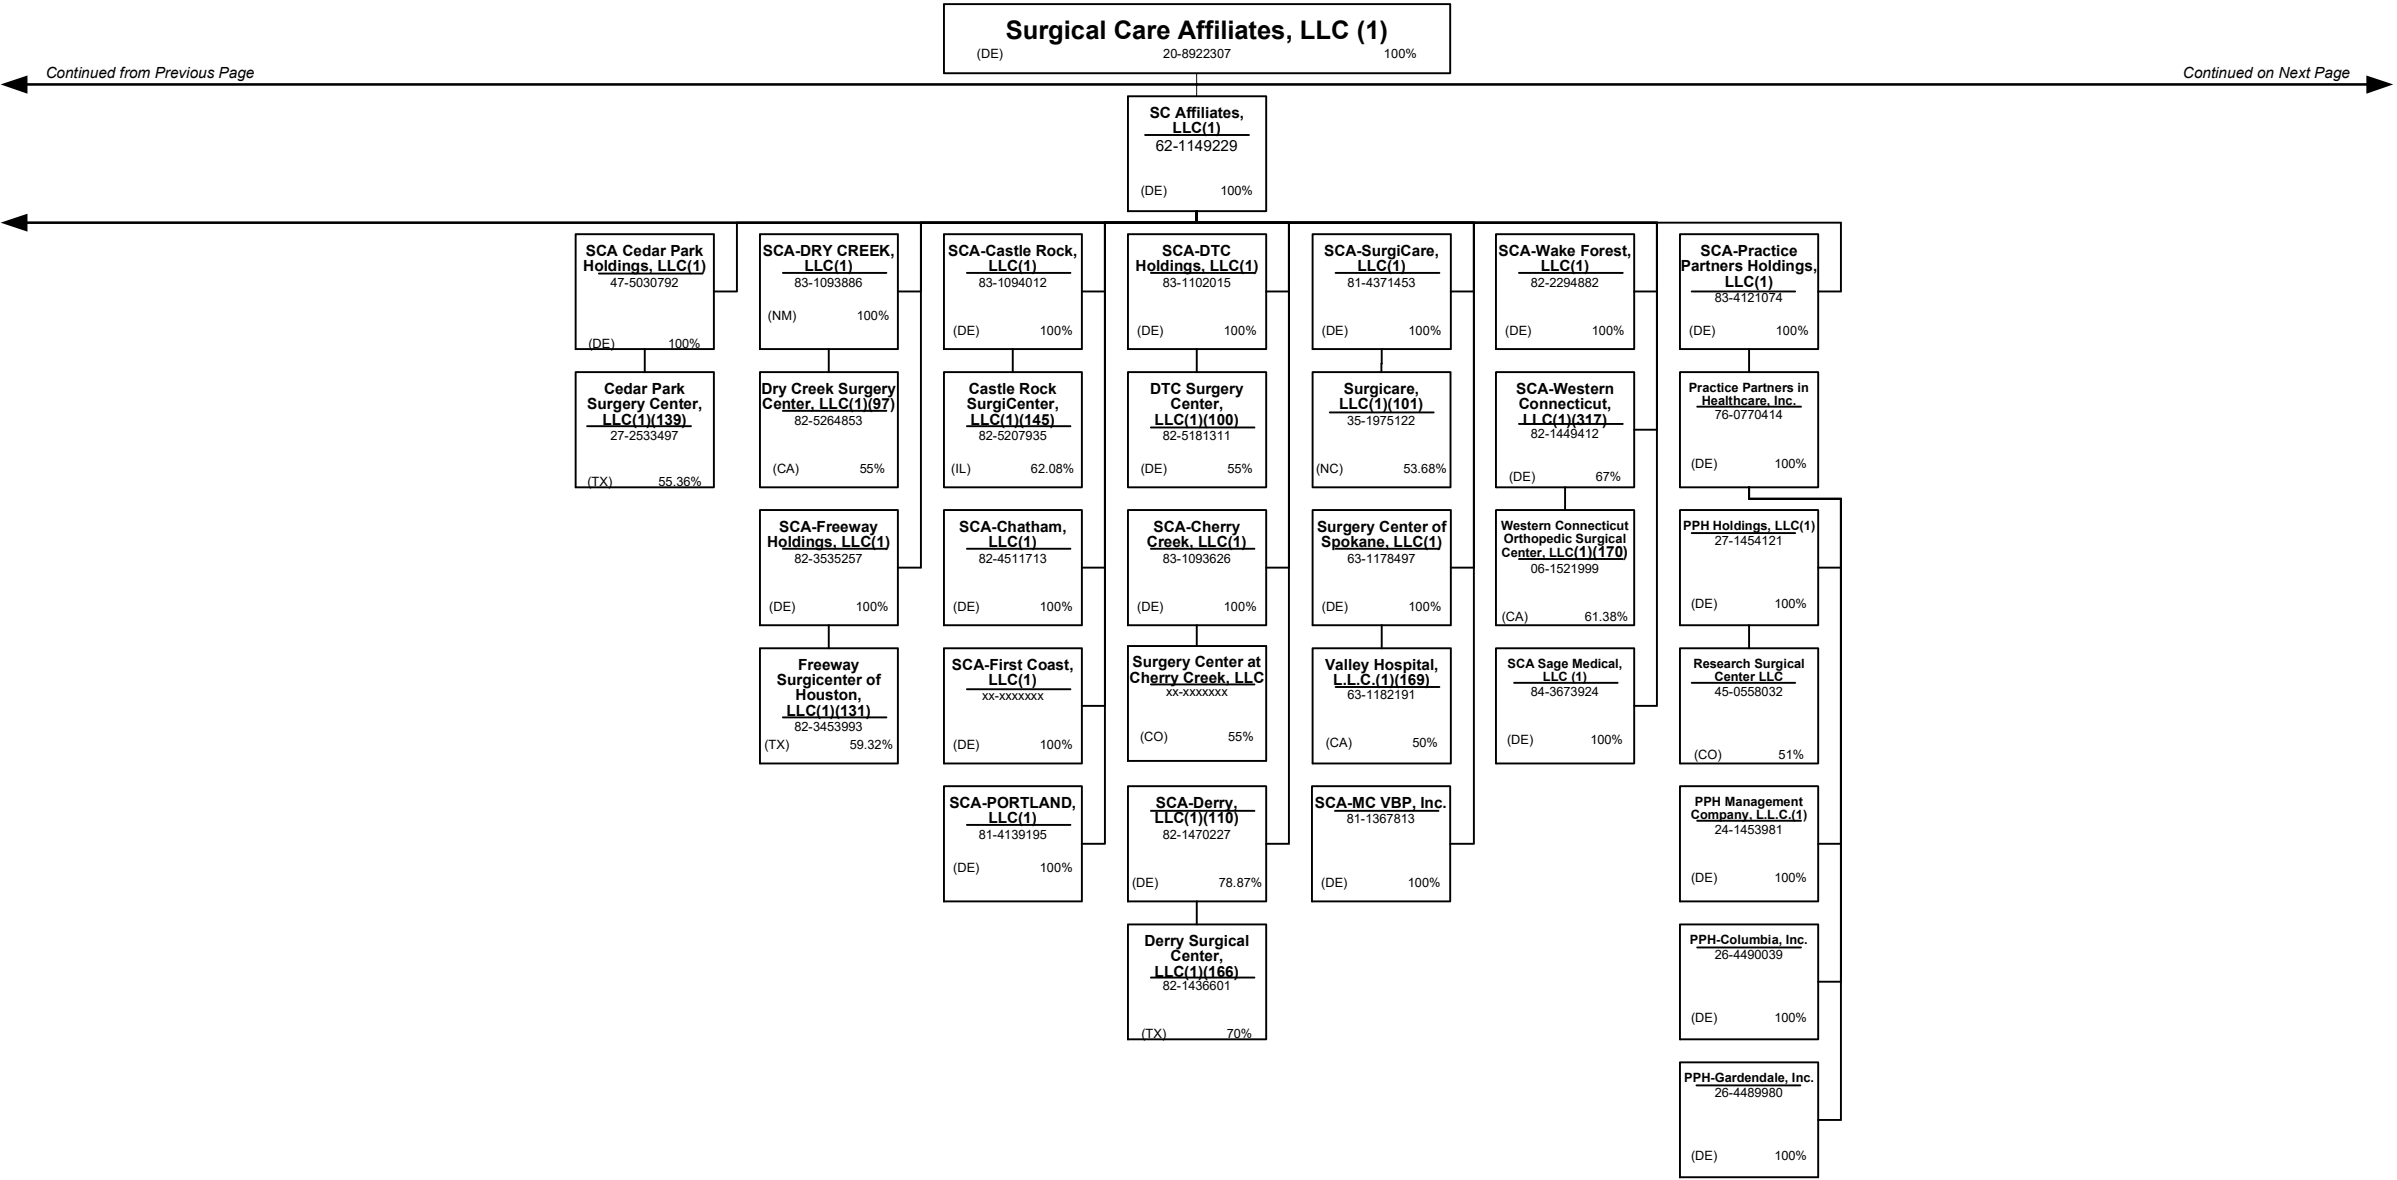 Surgical Care Affiliates, LLC (1)
(DE) 20-8922307 100%
Continued from Previous Page
Continued on Next Page
SC Affiliates,
LLC(1)
62-1149229
(DE) 100%
SCA Cedar Park
Holdings, LLC(1)
47-5030792
(DE) 100%
Cedar Park
Surgery Center,
LLC(1)(139)
27-2533497
(TX) 55.36%
SCA-DRY CREEK,
LLC(1)
83-1093886
(NM) 100%
Dry Creek Surgery
Center, LLC(1)(97)
82-5264853
(CA) 55%
SCA-Freeway
Holdings, LLC(1)
82-3535257
(DE) 100%
Freeway
Surgicenter of
Houston,
LLC(1)(131)
82-3453993
(TX) 59.32%
SCA-Castle Rock,
LLC(1)
83-1094012
(DE) 100%
Castle Rock
SurgiCenter,
LLC(1)(145)
82-5207935
(IL) 62.08%
SCA-Chatham,
LLC(1)
82-4511713
(DE) 100%
SCA-First Coast,
LLC(1)
xx-xxxxxxx
(DE) 100%
SCA-PORTLAND,
LLC(1)
81-4139195
(DE) 100%
SCA-DTC
Holdings, LLC(1)
83-1102015
(DE) 100%
DTC Surgery
Center,
LLC(1)(100)
82-5181311
(DE) 55%
SCA-Cherry
Creek, LLC(1)
83-1093626
(DE) 100%
Surgery Center at
Cherry Creek, LLC
xx-xxxxxxx
(CO) 55%
SCA-Derry,
LLC(1)(110)
82-1470227
(DE) 78.87%
Derry Surgical
Center,
LLC(1)(166)
82-1436601
(TX) 70%
SCA-SurgiCare,
LLC(1)
81-4371453
(DE) 100%
Surgicare,
LLC(1)(101)
35-1975122
(NC) 53.68%
Surgery Center of
Spokane, LLC(1)
63-1178497
(DE) 100%
Valley Hospital,
L.L.C.(1)(169)
63-1182191
(CA) 50%
SCA-MC VBP, Inc.
81-1367813
(DE) 100%
SCA-Wake Forest,
LLC(1)
82-2294882
(DE) 100%
SCA-Western
Connecticut,
LLC(1)(317)
82-1449412
(DE) 67%
Western Connecticut
Orthopedic Surgical
Center, LLC(1)(170)
06-1521999
(CA) 61.38%
SCA Sage Medical,
LLC (1)
84-3673924
(DE) 100%
SCA-Practice
Partners Holdings,
LLC(1)
83-4121074
(DE) 100%
Practice Partners in
Healthcare, Inc.
76-0770414
(DE) 100%
PPH Holdings, LLC(1)
27-1454121
(DE) 100%
Research Surgical
Center LLC
45-0558032
(CO) 51%
PPH Management
Company, L.L.C.(1)
24-1453981
(DE) 100%
PPH-Columbia, Inc.
26-4490039
(DE) 100%
PPH-Gardendale, Inc.
26-4489980
(DE) 100%